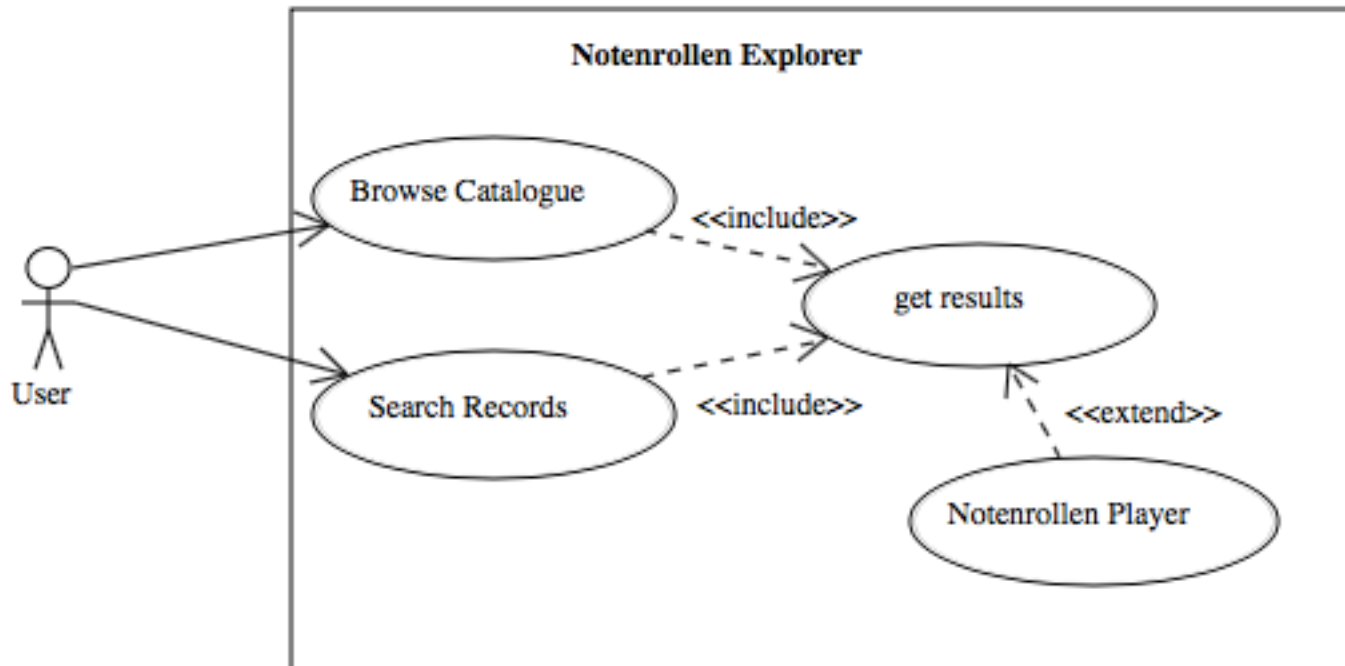 Notenrollen Explorer
Browse Catalogue
<<include>>
get results
User
Search Records
<<include>>
<<extend>>
Notenrollen Player